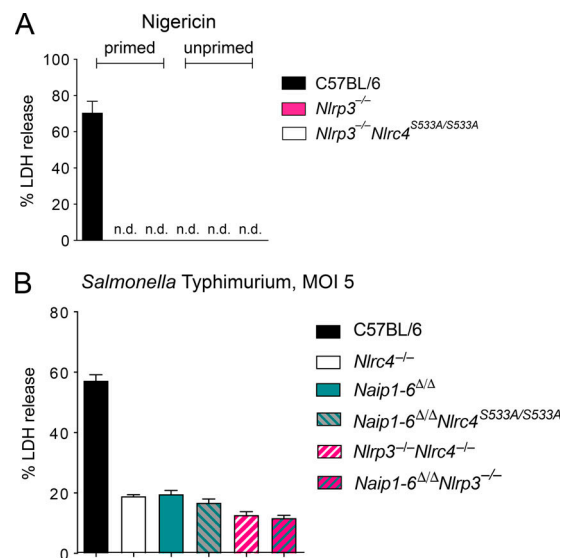 A
Nigericin
primed unprimed
100
80
60
40
20
0
% LDH release
n.d. n.d. n.d. n.d. n.d.
C57BL/6
Nlrp3–/–
Nlrp3–/–Nlrc4S533A/S533A
B
Salmonella Typhimurium, MOI 5
80
60
40
20
0
% LDH release
C57BL/6
Nlrc4–/–
Naip1-6Δ/Δ
Naip1-6Δ/ΔNlrc4S533A/S533A
Nlrp3–/–Nlrc4–/–
Naip1-6Δ/ΔNlrp3–/–